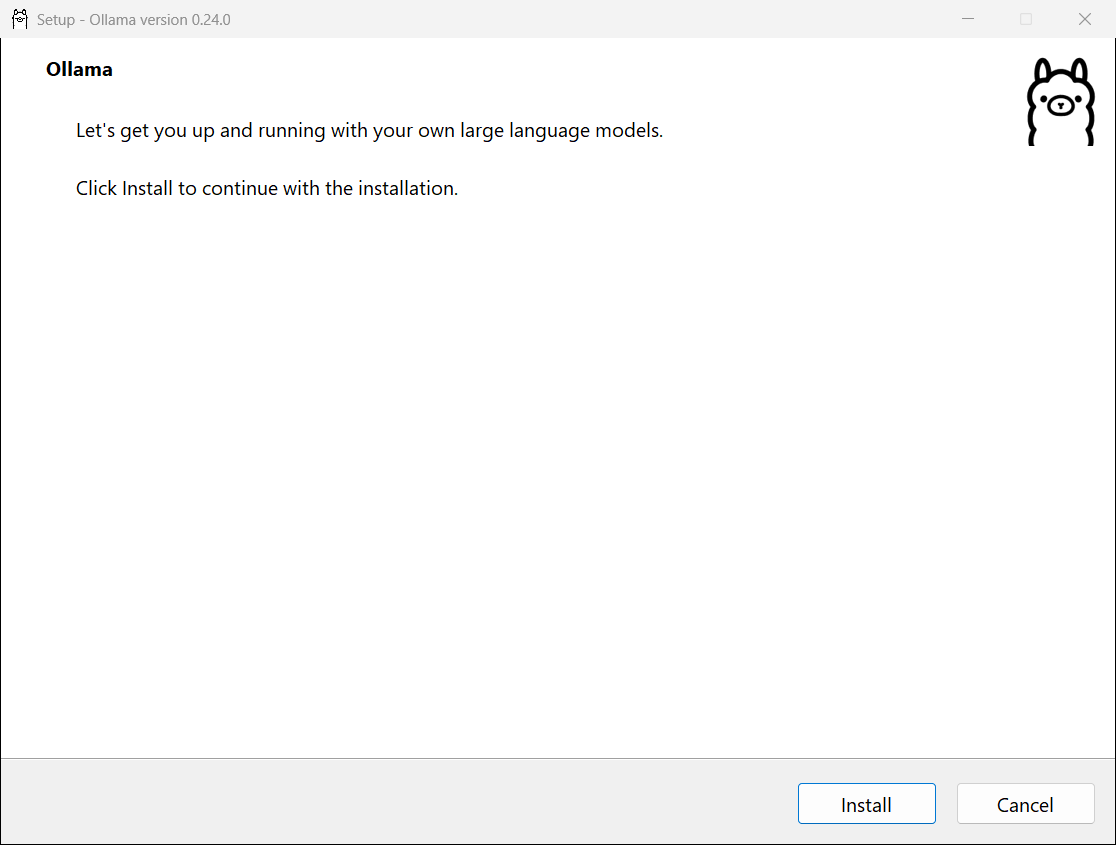 Setup - Ollama version 0.24.0
Ollama
Let's get you up and running with your own large language models.
Click Install to continue with the installation.
Install
Cancel